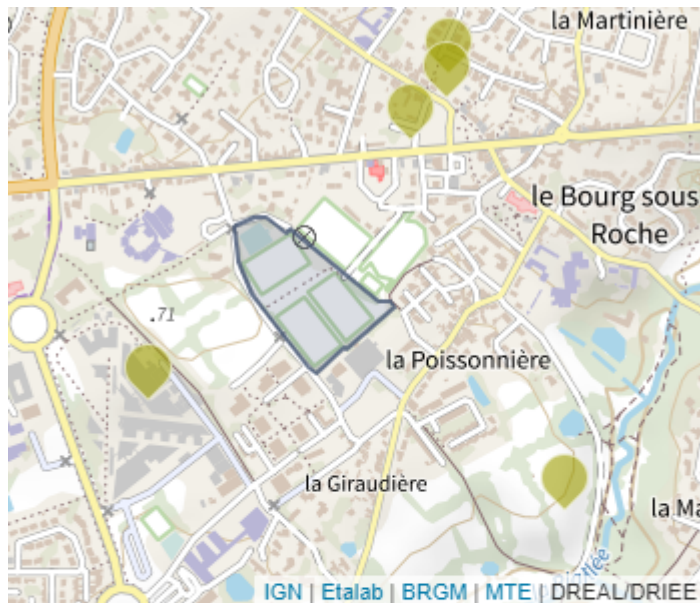 la Martinière
le Bourg sous
Roche
.71
la Poissonnière
la Giraudière
la Ma
IGN | Etalab | BRGM | MTE | DREAL/DRIEE